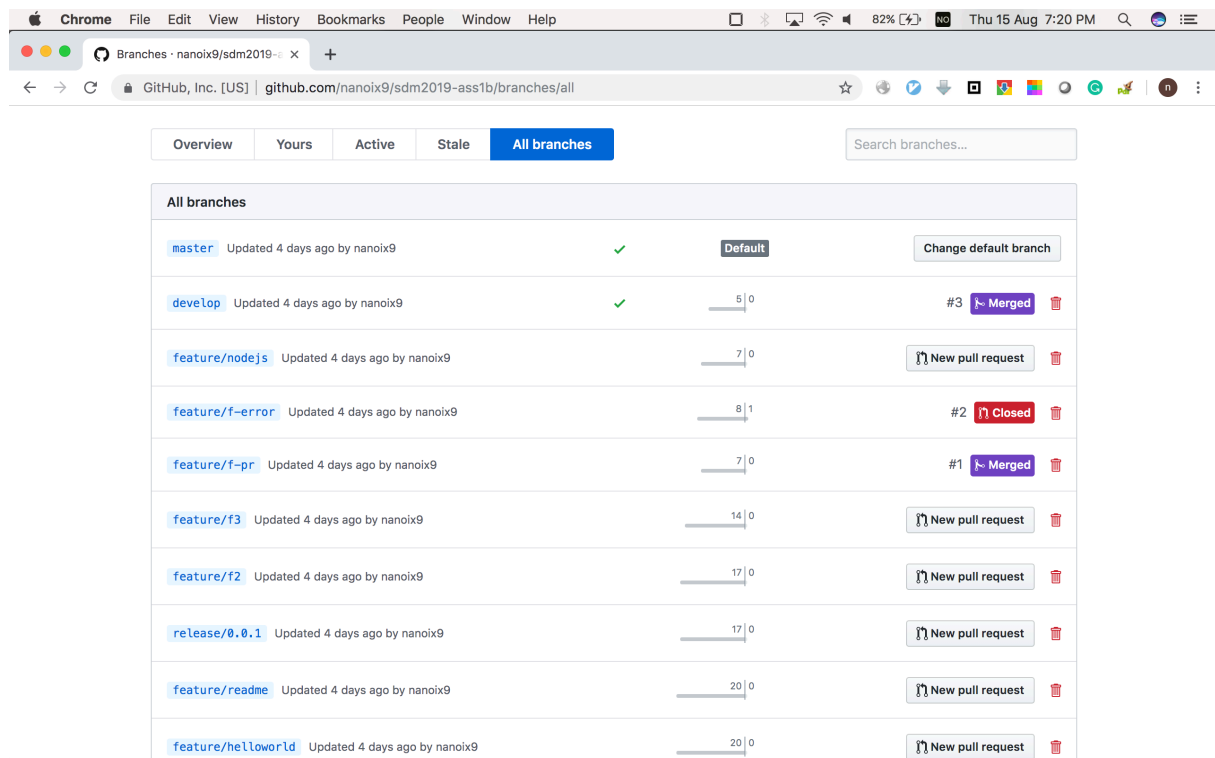 Chrome File Edit View History Bookmarks People Window Help 82% NO Thu 15 Aug 7:20 PM
Branches · nanoix9/sdm2019-a
GitHub, Inc. [US] | github.com/nanoix9/sdm2019-ass1b/branches/all n
Overview Yours Active Stale All branches Search branches...
All branches
master Updated 4 days ago by nanoix9 Default Change default branch
develop Updated 4 days ago by nanoix9 5 0 #3 Merged
feature/nodejs Updated 4 days ago by nanoix9 7 0 New pull request
feature/f-error Updated 4 days ago by nanoix9 8 1 #2 Closed
feature/f-pr Updated 4 days ago by nanoix9 7 0 #1 Merged
feature/f3 Updated 4 days ago by nanoix9 14 0 New pull request
feature/f2 Updated 4 days ago by nanoix9 17 0 New pull request
release/0.0.1 Updated 4 days ago by nanoix9 17 0 New pull request
feature/readme Updated 4 days ago by nanoix9 20 0 New pull request
feature/helloworld Updated 4 days ago by nanoix9 20 0 New pull request